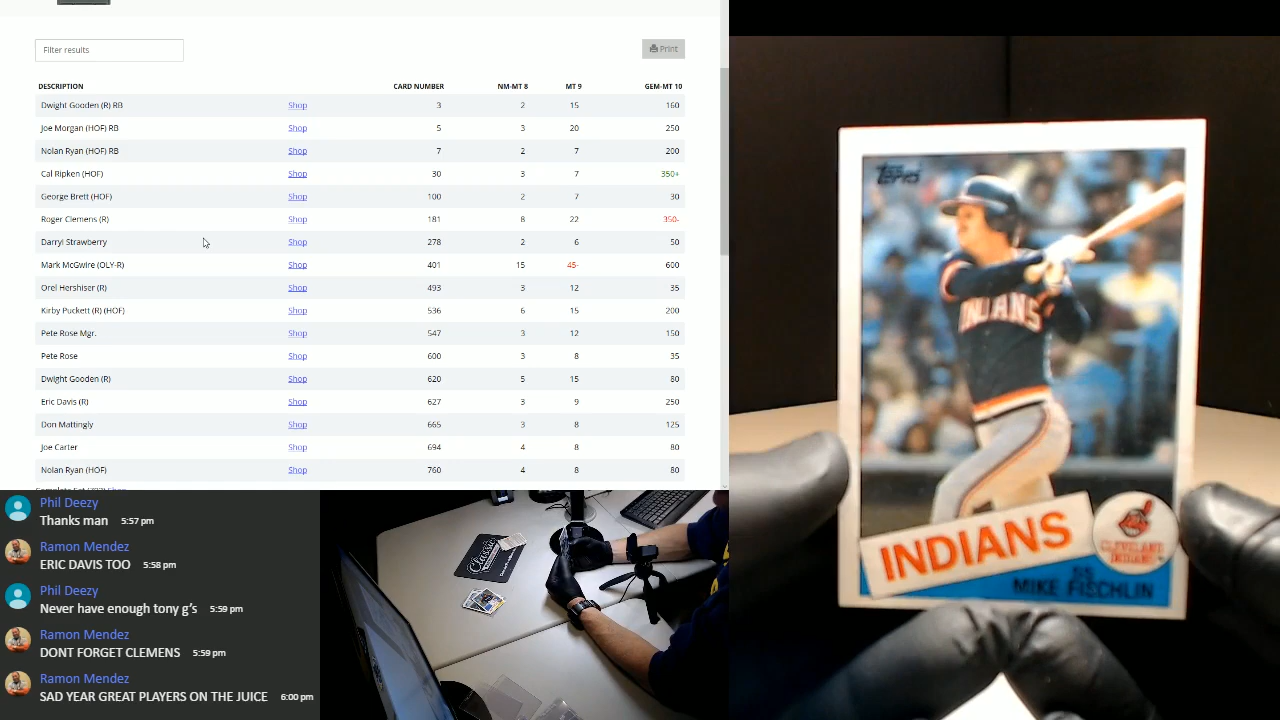 Filter results
Print
DESCRIPTION CARD NUMBER NM-MT 8 MT 9 GEM-MT 10
Dwight Gooden (R) RB Shop 3 2 15 160
Joe Morgan (HOF) RB Shop 5 3 20 250
Nolan Ryan (HOF) RB Shop 7 2 7 200
Cal Ripken (HOF) Shop 30 3 7 350+
George Brett (HOF) Shop 100 2 7 30
Roger Clemens (R) Shop 181 8 22 350-
Darryl Strawberry Shop 278 2 6 50
Mark McGwire (OLY-R) Shop 401 15 45- 600
Orel Hershiser (R) Shop 493 3 12 35
Kirby Puckett (R) (HOF) Shop 536 6 15 200
Pete Rose Mgr. Shop 547 3 12 150
Pete Rose Shop 600 3 8 35
Dwight Gooden (R) Shop 620 5 15 80
Eric Davis (R) Shop 627 3 9 250
Don Mattingly Shop 665 3 8 125
Joe Carter Shop 694 4 8 80
Nolan Ryan (HOF) Shop 760 4 8 80
Phil Deezy
Thanks man 5:57 pm
Ramon Mendez
ERIC DAVIS TOO 5:58 pm
Phil Deezy
Never have enough tony g's 5:59 pm
Ramon Mendez
DONT FORGET CLEMENS 5:59 pm
Ramon Mendez
SAD YEAR GREAT PLAYERS ON THE JUICE 6:00 pm
Topps
INDIANS
INDIANS
CLEVELAND
INDIANS
SS
MIKE FISCHLIN